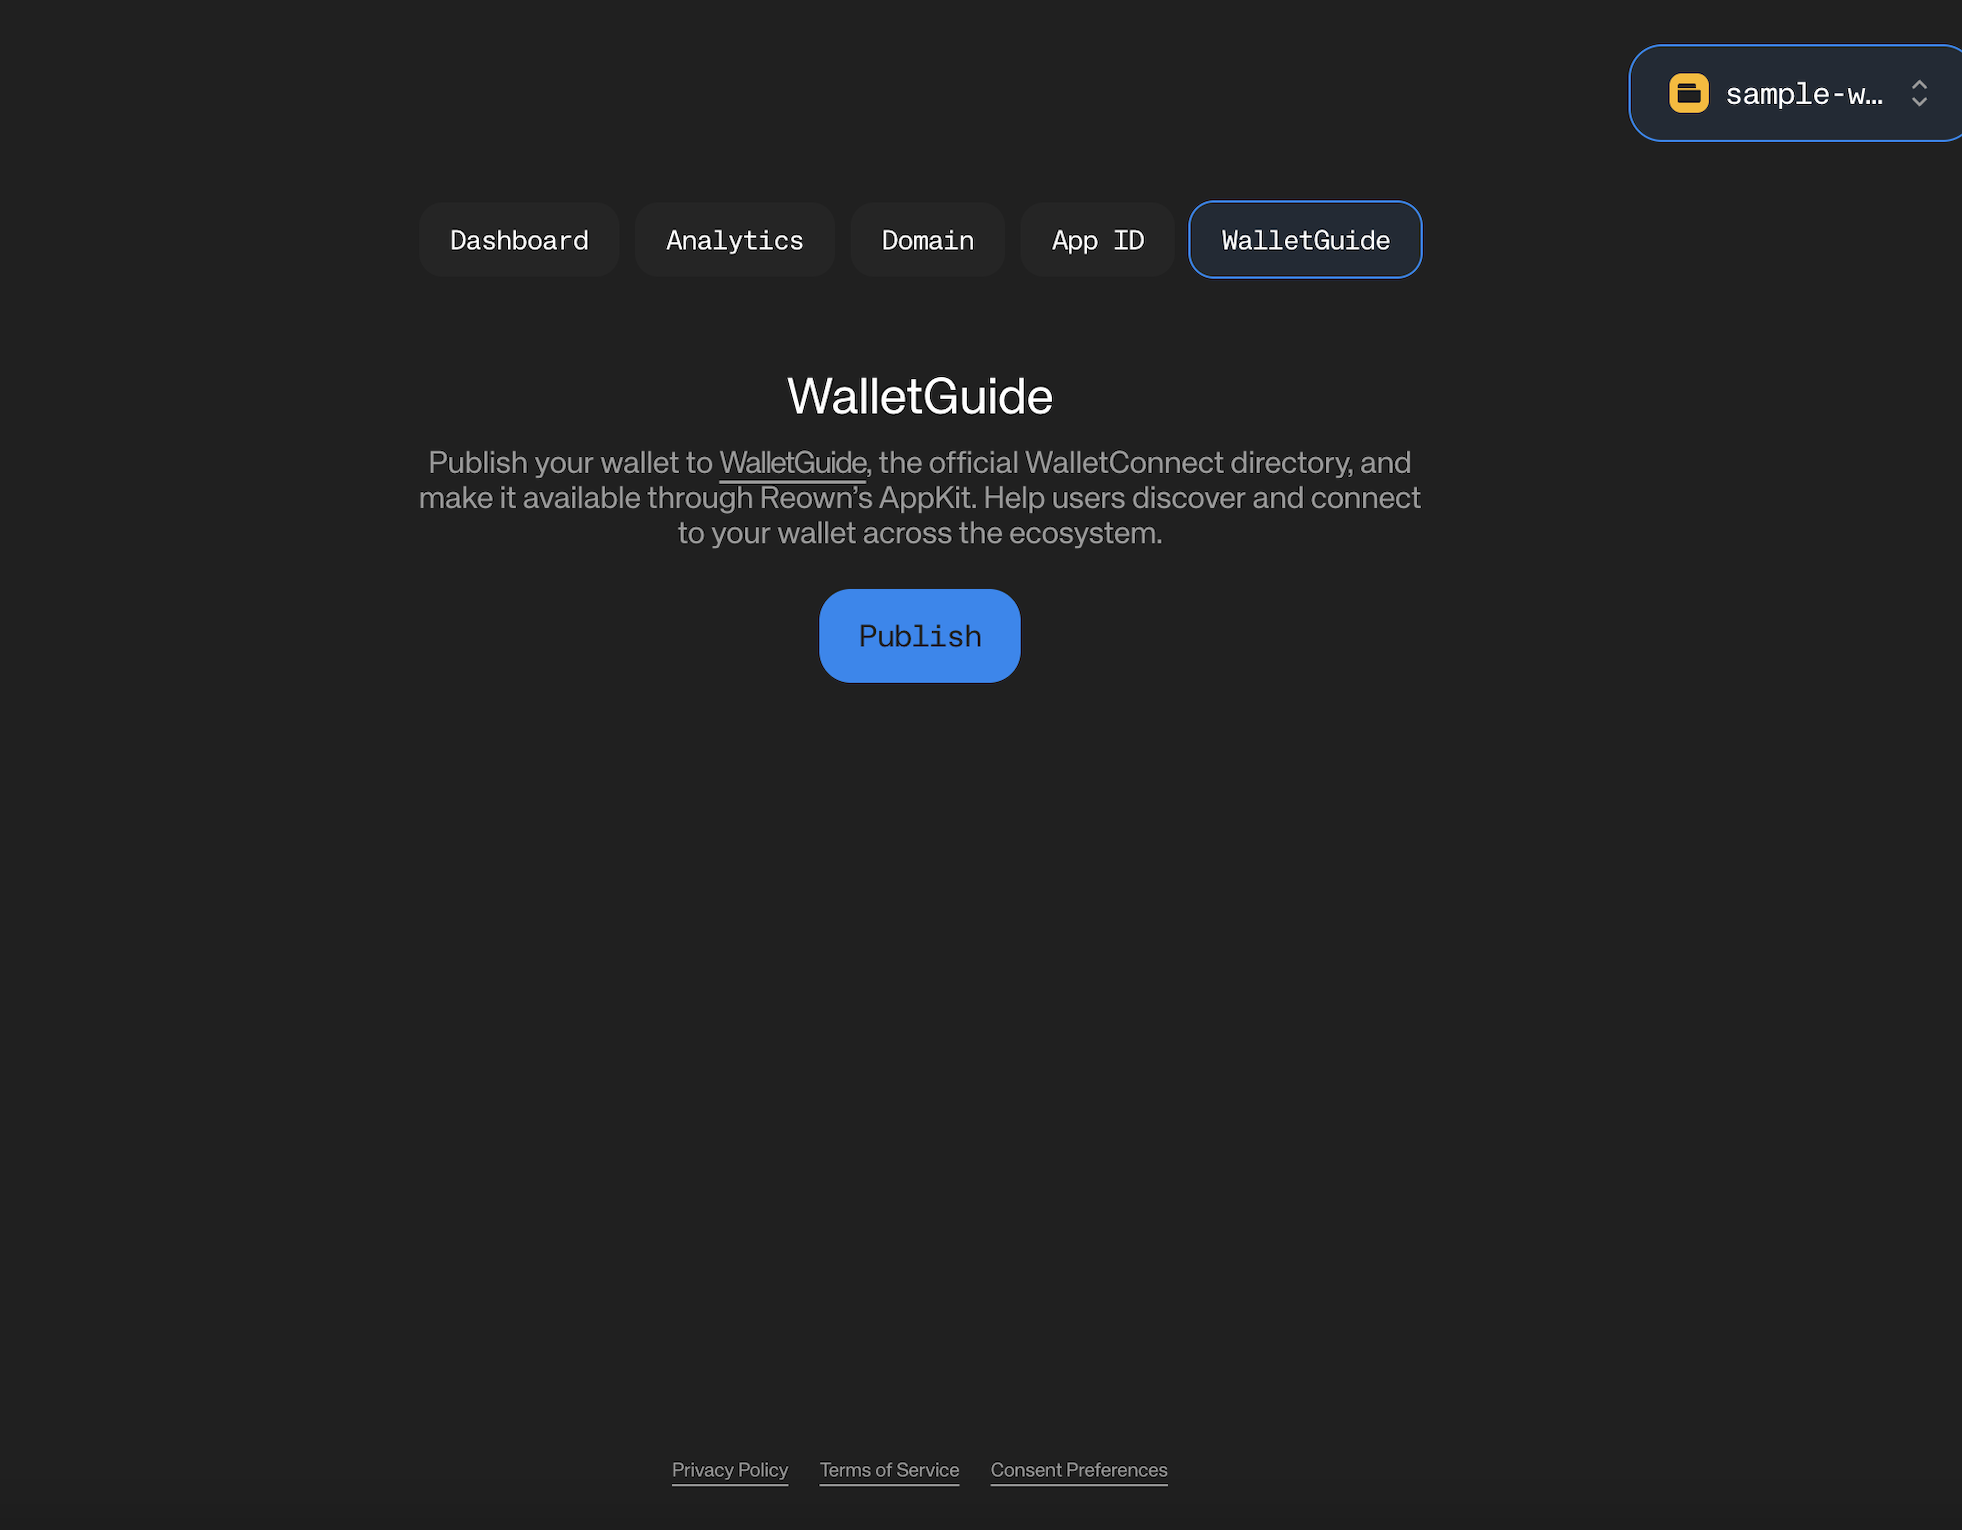 sample-w…
Dashboard
Analytics
Domain
App ID
WalletGuide
WalletGuide
Publish your wallet to WalletGuide, the official WalletConnect directory, and
make it available through Reown’s AppKit. Help users discover and connect
to your wallet across the ecosystem.
Publish
Privacy Policy
Terms of Service
Consent Preferences